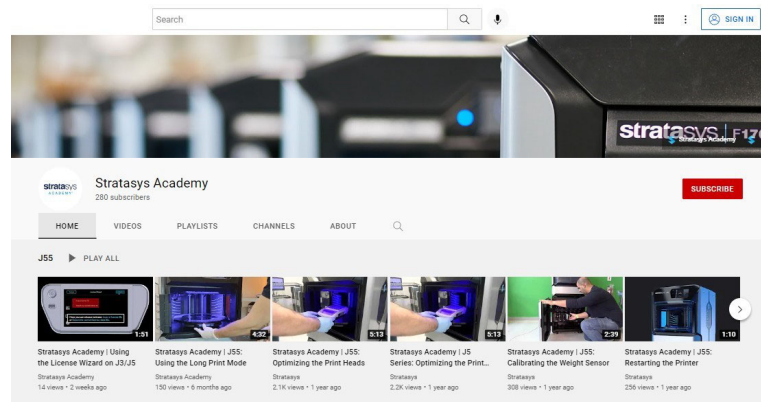 Search
SIGN IN
stratasys F170
Stratasys Academy
stratasys
ACADEMY
Stratasys Academy
280 subscribers
SUBSCRIBE
HOME VIDEOS PLAYLISTS CHANNELS ABOUT
J55 PLAY ALL
1:51 4:32 5:13 5:13 2:39 1:10
Stratasys Academy | Using
the License Wizard on J3/J5
Stratasys Academy
14 views • 2 weeks ago
Stratasys Academy | J55:
Using the Long Print Mode
Stratasys Academy
150 views • 6 months ago
Stratasys Academy | J55:
Optimizing the Print Heads
Stratasys
2.1K views • 1 year ago
Stratasys Academy | J5
Series: Optimizing the Print...
Stratasys
2.2K views • 1 year ago
Stratasys Academy | J55:
Calibrating the Weight Sensor
Stratasys
308 views • 1 year ago
Stratasys Academy | J55:
Restarting the Printer
Stratasys
256 views • 1 year ago